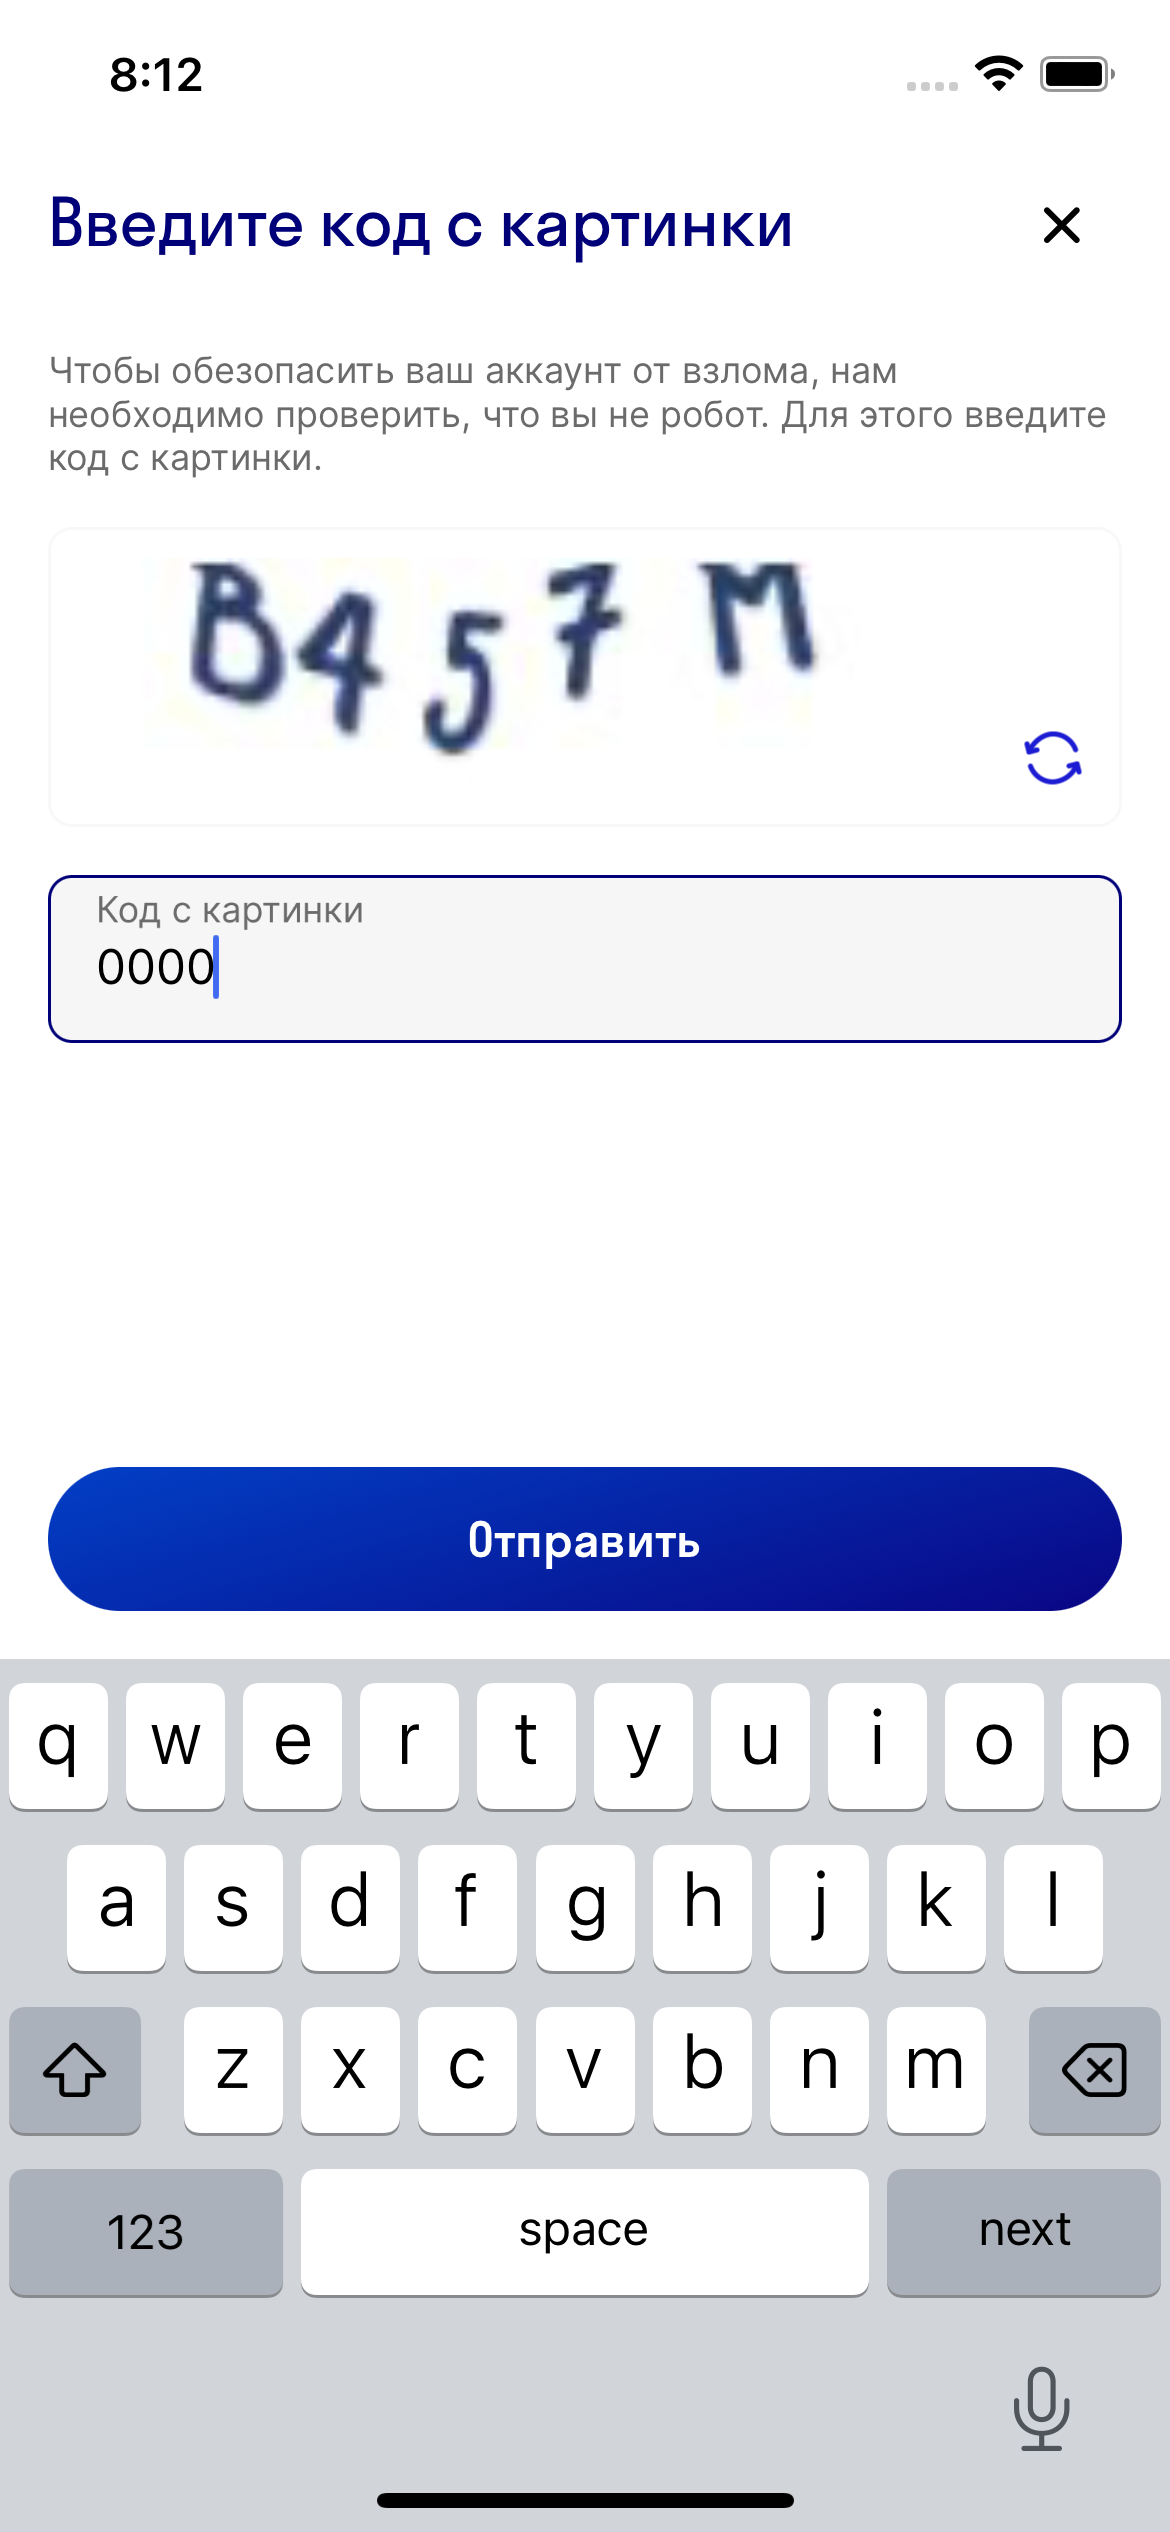 8:12
Введите код с картинки
Чтобы обезопасить ваш аккаунт от взлома, нам
необходимо проверить, что вы не робот. Для этого введите
код с картинки.
B457M
Код с картинки
0000
Отправить
q w e r t y u i o p
a s d f g h j k l
z x c v b n m
123 space next